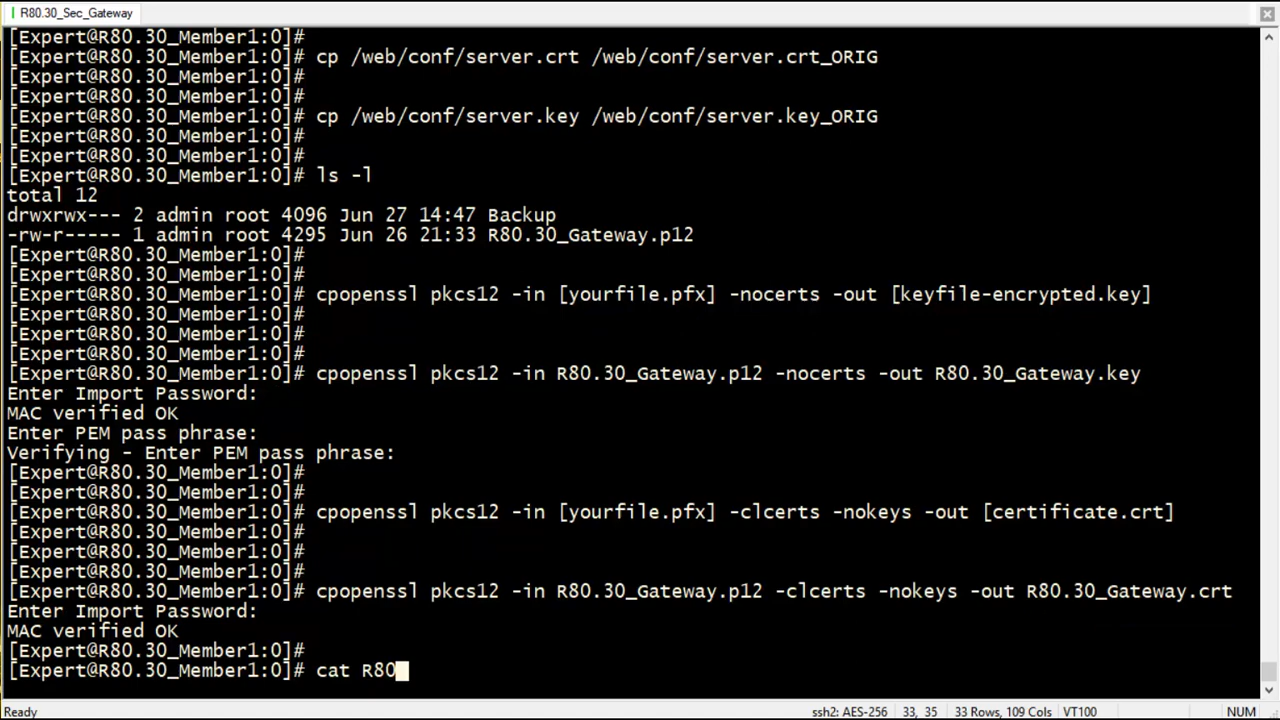 R80.30_Sec_Gateway
[Expert@R80.30_Member1:0]#
[Expert@R80.30_Member1:0]# cp /web/conf/server.crt /web/conf/server.crt_ORIG
[Expert@R80.30_Member1:0]#
[Expert@R80.30_Member1:0]#
[Expert@R80.30_Member1:0]# cp /web/conf/server.key /web/conf/server.key_ORIG
[Expert@R80.30_Member1:0]#
[Expert@R80.30_Member1:0]#
[Expert@R80.30_Member1:0]# ls -l
total 12
drwxrwx--- 2 admin root 4096 Jun 27 14:47 Backup
-rw-r----- 1 admin root 4295 Jun 26 21:33 R80.30_Gateway.p12
[Expert@R80.30_Member1:0]#
[Expert@R80.30_Member1:0]#
[Expert@R80.30_Member1:0]# cpopenssl pkcs12 -in [yourfile.pfx] -nocerts -out [keyfile-encrypted.key]
[Expert@R80.30_Member1:0]#
[Expert@R80.30_Member1:0]#
[Expert@R80.30_Member1:0]#
[Expert@R80.30_Member1:0]# cpopenssl pkcs12 -in R80.30_Gateway.p12 -nocerts -out R80.30_Gateway.key
Enter Import Password:
MAC verified OK
Enter PEM pass phrase:
Verifying - Enter PEM pass phrase:
[Expert@R80.30_Member1:0]#
[Expert@R80.30_Member1:0]#
[Expert@R80.30_Member1:0]# cpopenssl pkcs12 -in [yourfile.pfx] -clcerts -nokeys -out [certificate.crt]
[Expert@R80.30_Member1:0]#
[Expert@R80.30_Member1:0]#
[Expert@R80.30_Member1:0]#
[Expert@R80.30_Member1:0]# cpopenssl pkcs12 -in R80.30_Gateway.p12 -clcerts -nokeys -out R80.30_Gateway.crt
Enter Import Password:
MAC verified OK
[Expert@R80.30_Member1:0]#
[Expert@R80.30_Member1:0]# cat R80
Ready ssh2: AES-256 33, 35 33 Rows, 109 Cols VT100 NUM